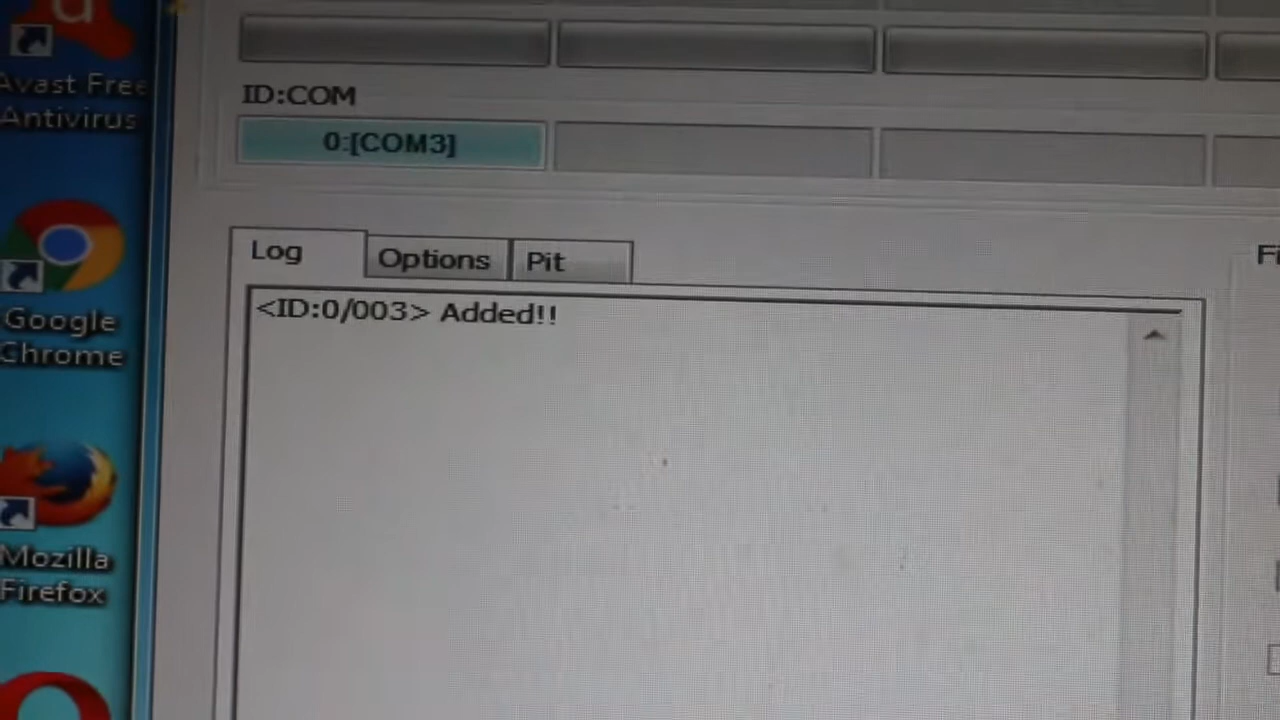 Avast Free
Antivirus
ID:COM
0:[COM3]
Log
Options
Pit
<ID:0/003> Added!!
Google
Chrome
Mozilla
Firefox